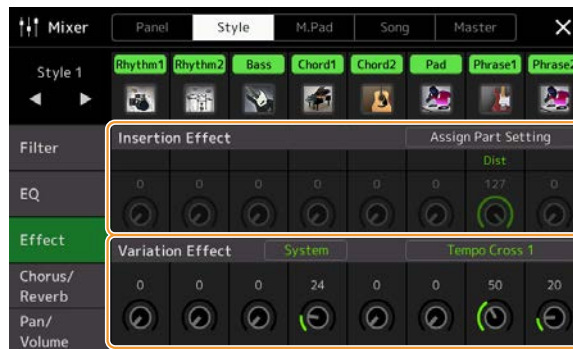 Mixer
Panel Style M.Pad Song Master ×
Style 1
Rhythm1 Rhythm2 Bass Chord1 Chord2 Pad Phrase1 Phrase2
Filter
EQ
Effect
Chorus/
Reverb
Pan/
Volume
Insertion Effect Assign Part Setting
Dist
0 0 0 0 0 0 127 0
Variation Effect System Tempo Cross 1
0 0 0 24 0 0 50 20